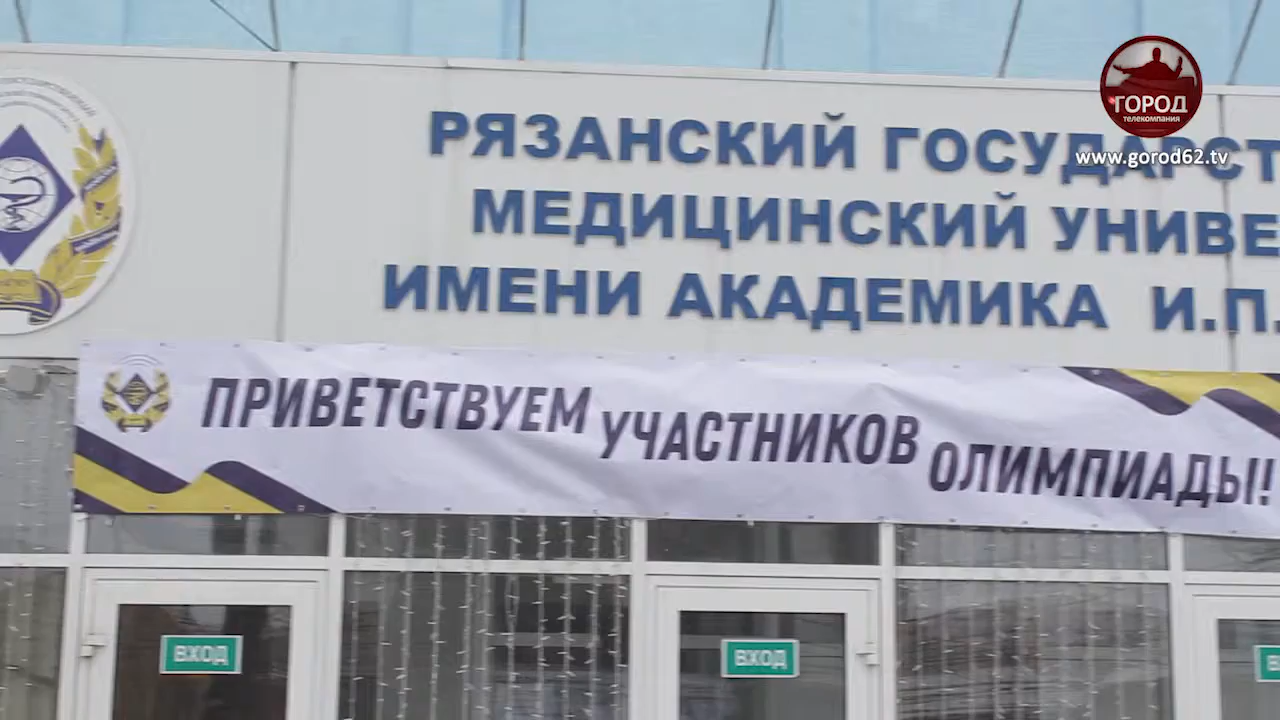 ГОРОД
телекомпания
www.gorod62.tv
РЯЗАНСКИЙ ГОСУДАРСТ
МЕДИЦИНСКИЙ УНИВЕ
ИМЕНИ АКАДЕМИКА И.П.
ПРИВЕТСТВУЕМ УЧАСТНИКОВ ОЛИМПИАДЫ!
ВХОД
ВХОД